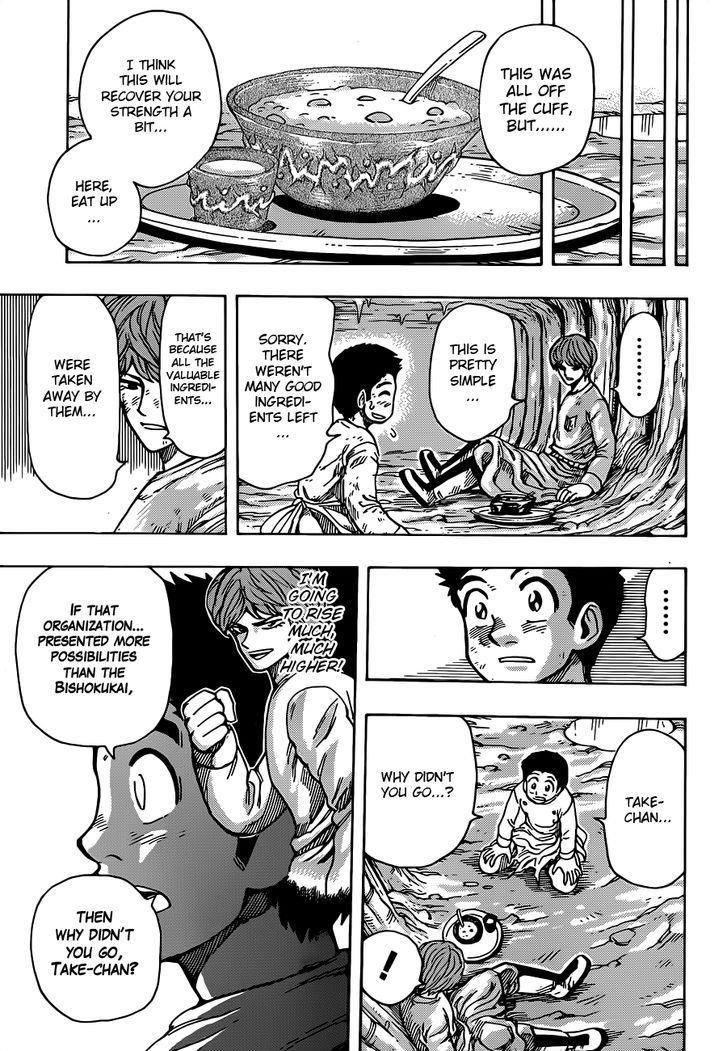 THIS WAS
ALL OFF
THE CUFF,
BUT......
I THINK
THIS WILL
RECOVER YOUR
STRENGTH A
BIT...
HERE,
EAT UP
...
........
THIS IS
PRETTY
SIMPLE
...
SORRY.
THERE
WEREN'T
MANY GOOD
INGREDI-
ENTS LEFT
...
THAT'S
BECAUSE ALL
THE
VALUABLE
INGREDI-
ENTS...
WERE
TAKEN
AWAY BY
THEM...
......
TAKE-
CHAN...
WHY DIDN'T
YOU GO...?
!
I'M
GOING
TO RISE
MUCH,
MUCH
HIGHER!
IF THAT
ORGANIZATION...
PRESENTED MORE
POSSIBILITIES
THAN THE
BISHOKUKAI,
THEN
WHY DIDN'T
YOU GO,
TAKE-CHAN?